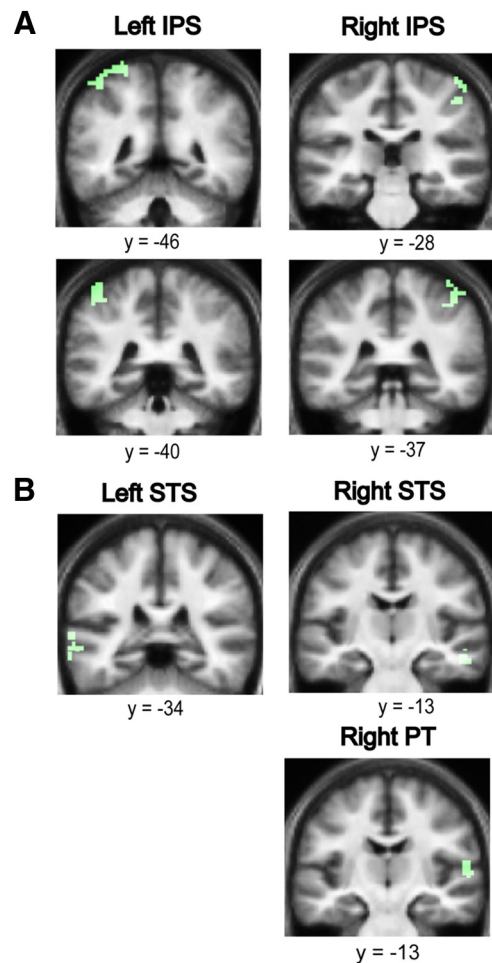 A
Left IPS Right IPS
y = -46 y = -28
y = -40 y = -37
B
Left STS Right STS
y = -34 y = -13
Right PT
y = -13